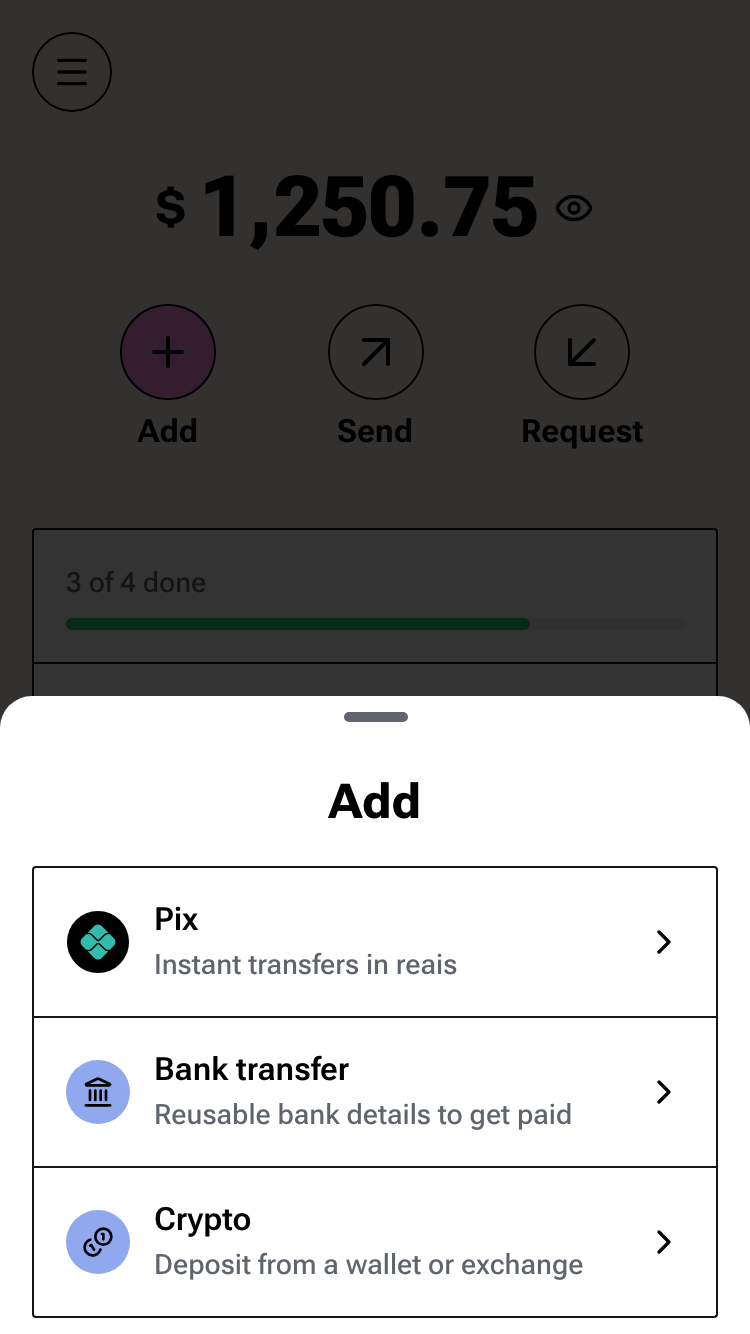 $ 1,250.75
Add
Send
Request
3 of 4 done
Add
Pix
Instant transfers in reais
Bank transfer
Reusable bank details to get paid
Crypto
Deposit from a wallet or exchange